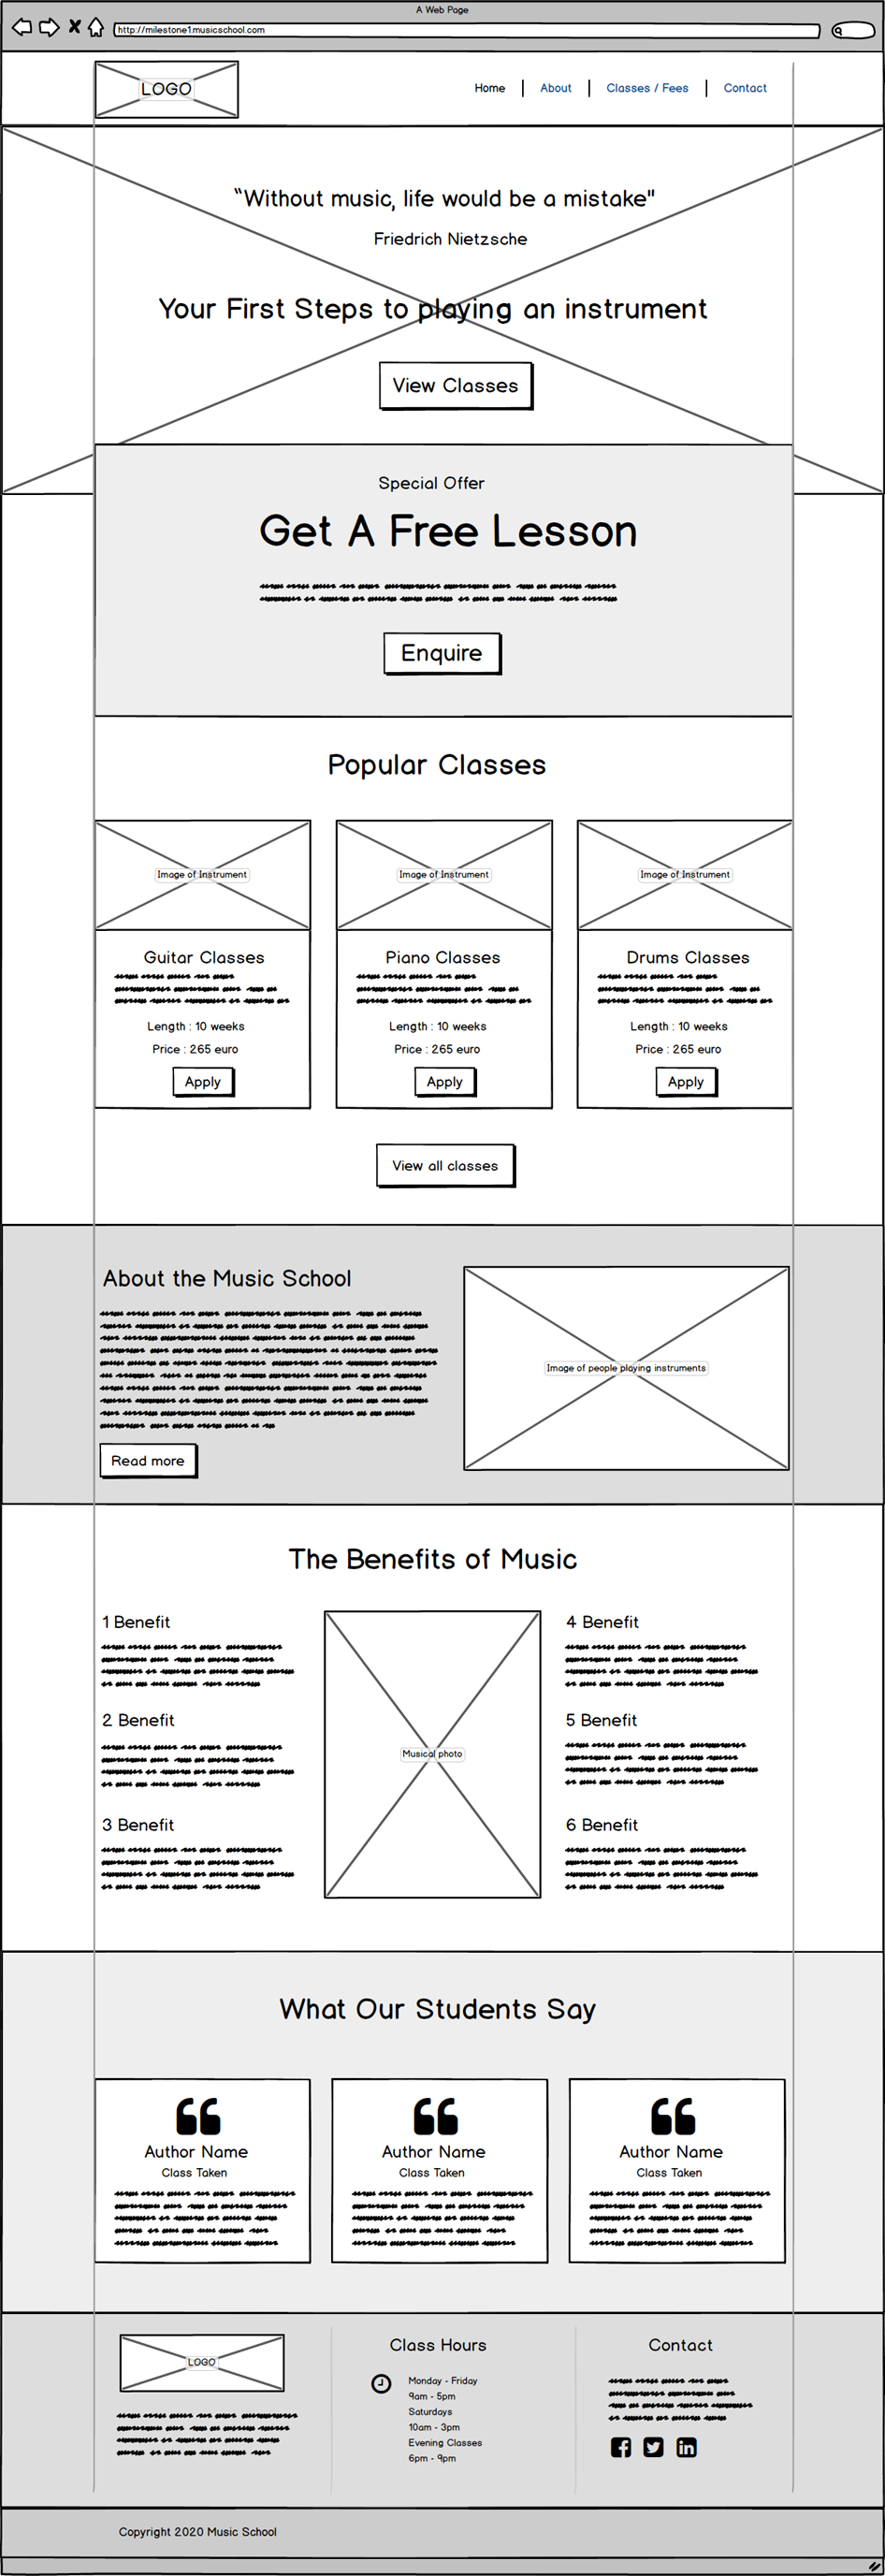 A Web Page
http://milestone1.musicschool.com
LOGO
Home | About | Classes / Fees | Contact
“Without music, life would be a mistake"
Friedrich Nietzsche
Your First Steps to playing an instrument
View Classes
Special Offer
Get A Free Lesson
Enquire
Popular Classes
Image of Instrument
Guitar Classes
Length : 10 weeks
Price : 265 euro
Apply
Image of Instrument
Piano Classes
Length : 10 weeks
Price : 265 euro
Apply
Image of Instrument
Drums Classes
Length : 10 weeks
Price : 265 euro
Apply
View all classes
About the Music School
Read more
Image of people playing instruments
The Benefits of Music
1 Benefit
2 Benefit
3 Benefit
Musical photo
4 Benefit
5 Benefit
6 Benefit
What Our Students Say
Author Name
Class Taken
Author Name
Class Taken
Author Name
Class Taken
LOGO
Class Hours
Monday - Friday
9am - 5pm
Saturdays
10am - 3pm
Evening Classes
6pm - 9pm
Contact
Copyright 2020 Music School